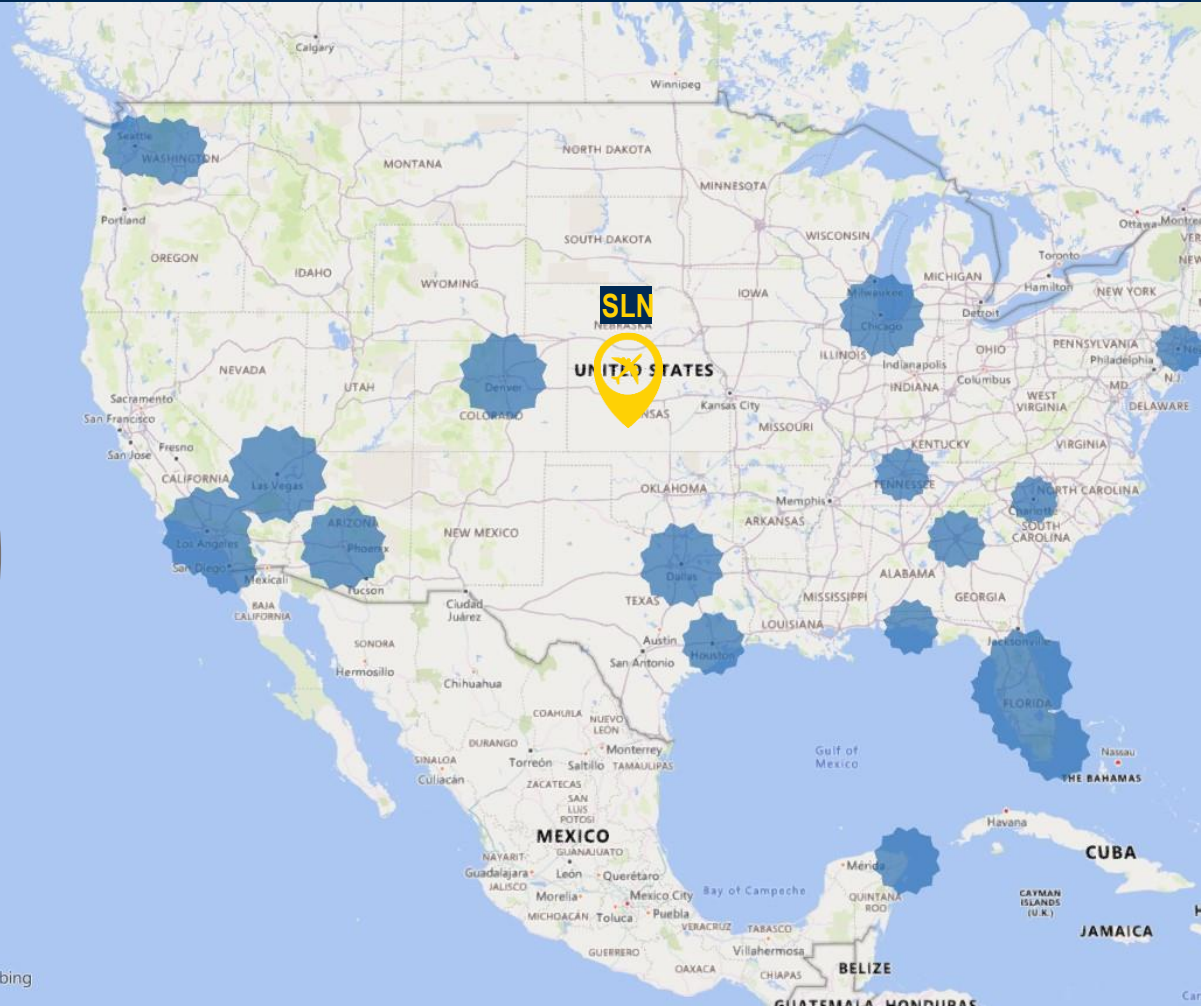 Calgary
Winnipeg
Seattle
WASHINGTON
MONTANA
NORTH DAKOTA
MINNESOTA
Portland
Ottawa
OREGON
SOUTH DAKOTA
WISCONSIN
Toronto
IDAHO
WYOMING
MICHIGAN
Hamilton
NEW YORK
SLN
IOWA
Milwaukee
Detroit
NEBRASKA
Chicago
PENNSYLVANIA
ILLINOIS
OHIO
Philadelphia
Indianapolis
NEVADA
UNITED STATES
INDIANA
Columbus
N.J.
UTAH
Denver
MD
Sacramento
WEST
VIRGINIA
DELAWARE
San Francisco
COLORADO
Kansas City
MISSOURI
Fresno
San Jose
KENTUCKY
VIRGINIA
CALIFORNIA
Las Vegas
OKLAHOMA
TENNESSEE
NORTH CAROLINA
Memphis
Charlotte
ARIZONA
NEW MEXICO
ARKANSAS
SOUTH
CAROLINA
Los Angeles
Phoenix
San Diego
Mexicali
Dallas
ALABAMA
Tucson
TEXAS
MISSISSIPPI
GEORGIA
BAJA
CALIFORNIA
Ciudad
Juárez
LOUISIANA
SONORA
Austin
Jacksonville
Houston
San Antonio
Hermosillo
Chihuahua
FLORIDA
COAHUILA
NUEVO
LEÓN
DURANGO
Monterrey
Gulf of
Mexico
Nassau
SINALOA
Torreón
Saltillo
TAMAULIPAS
THE BAHAMAS
Culiacán
ZACATECAS
SAN
LUIS
POTOSI
Havana
MEXICO
GUANAJUATO
CUBA
NAYARIT
Guadalajara
León
Querétaro
Mérida
JALISCO
Morelia
Mexico City
Bay of Campeche
QUINTANA
ROO
CAYMAN
ISLANDS
(U.K.)
MICHOACÁN
Toluca
Puebla
VERACRUZ
TABASCO
JAMAICA
GUERRERO
Villahermosa
OAXACA
CHIAPAS
BELIZE
bing
GUATEMALA
HONDURAS